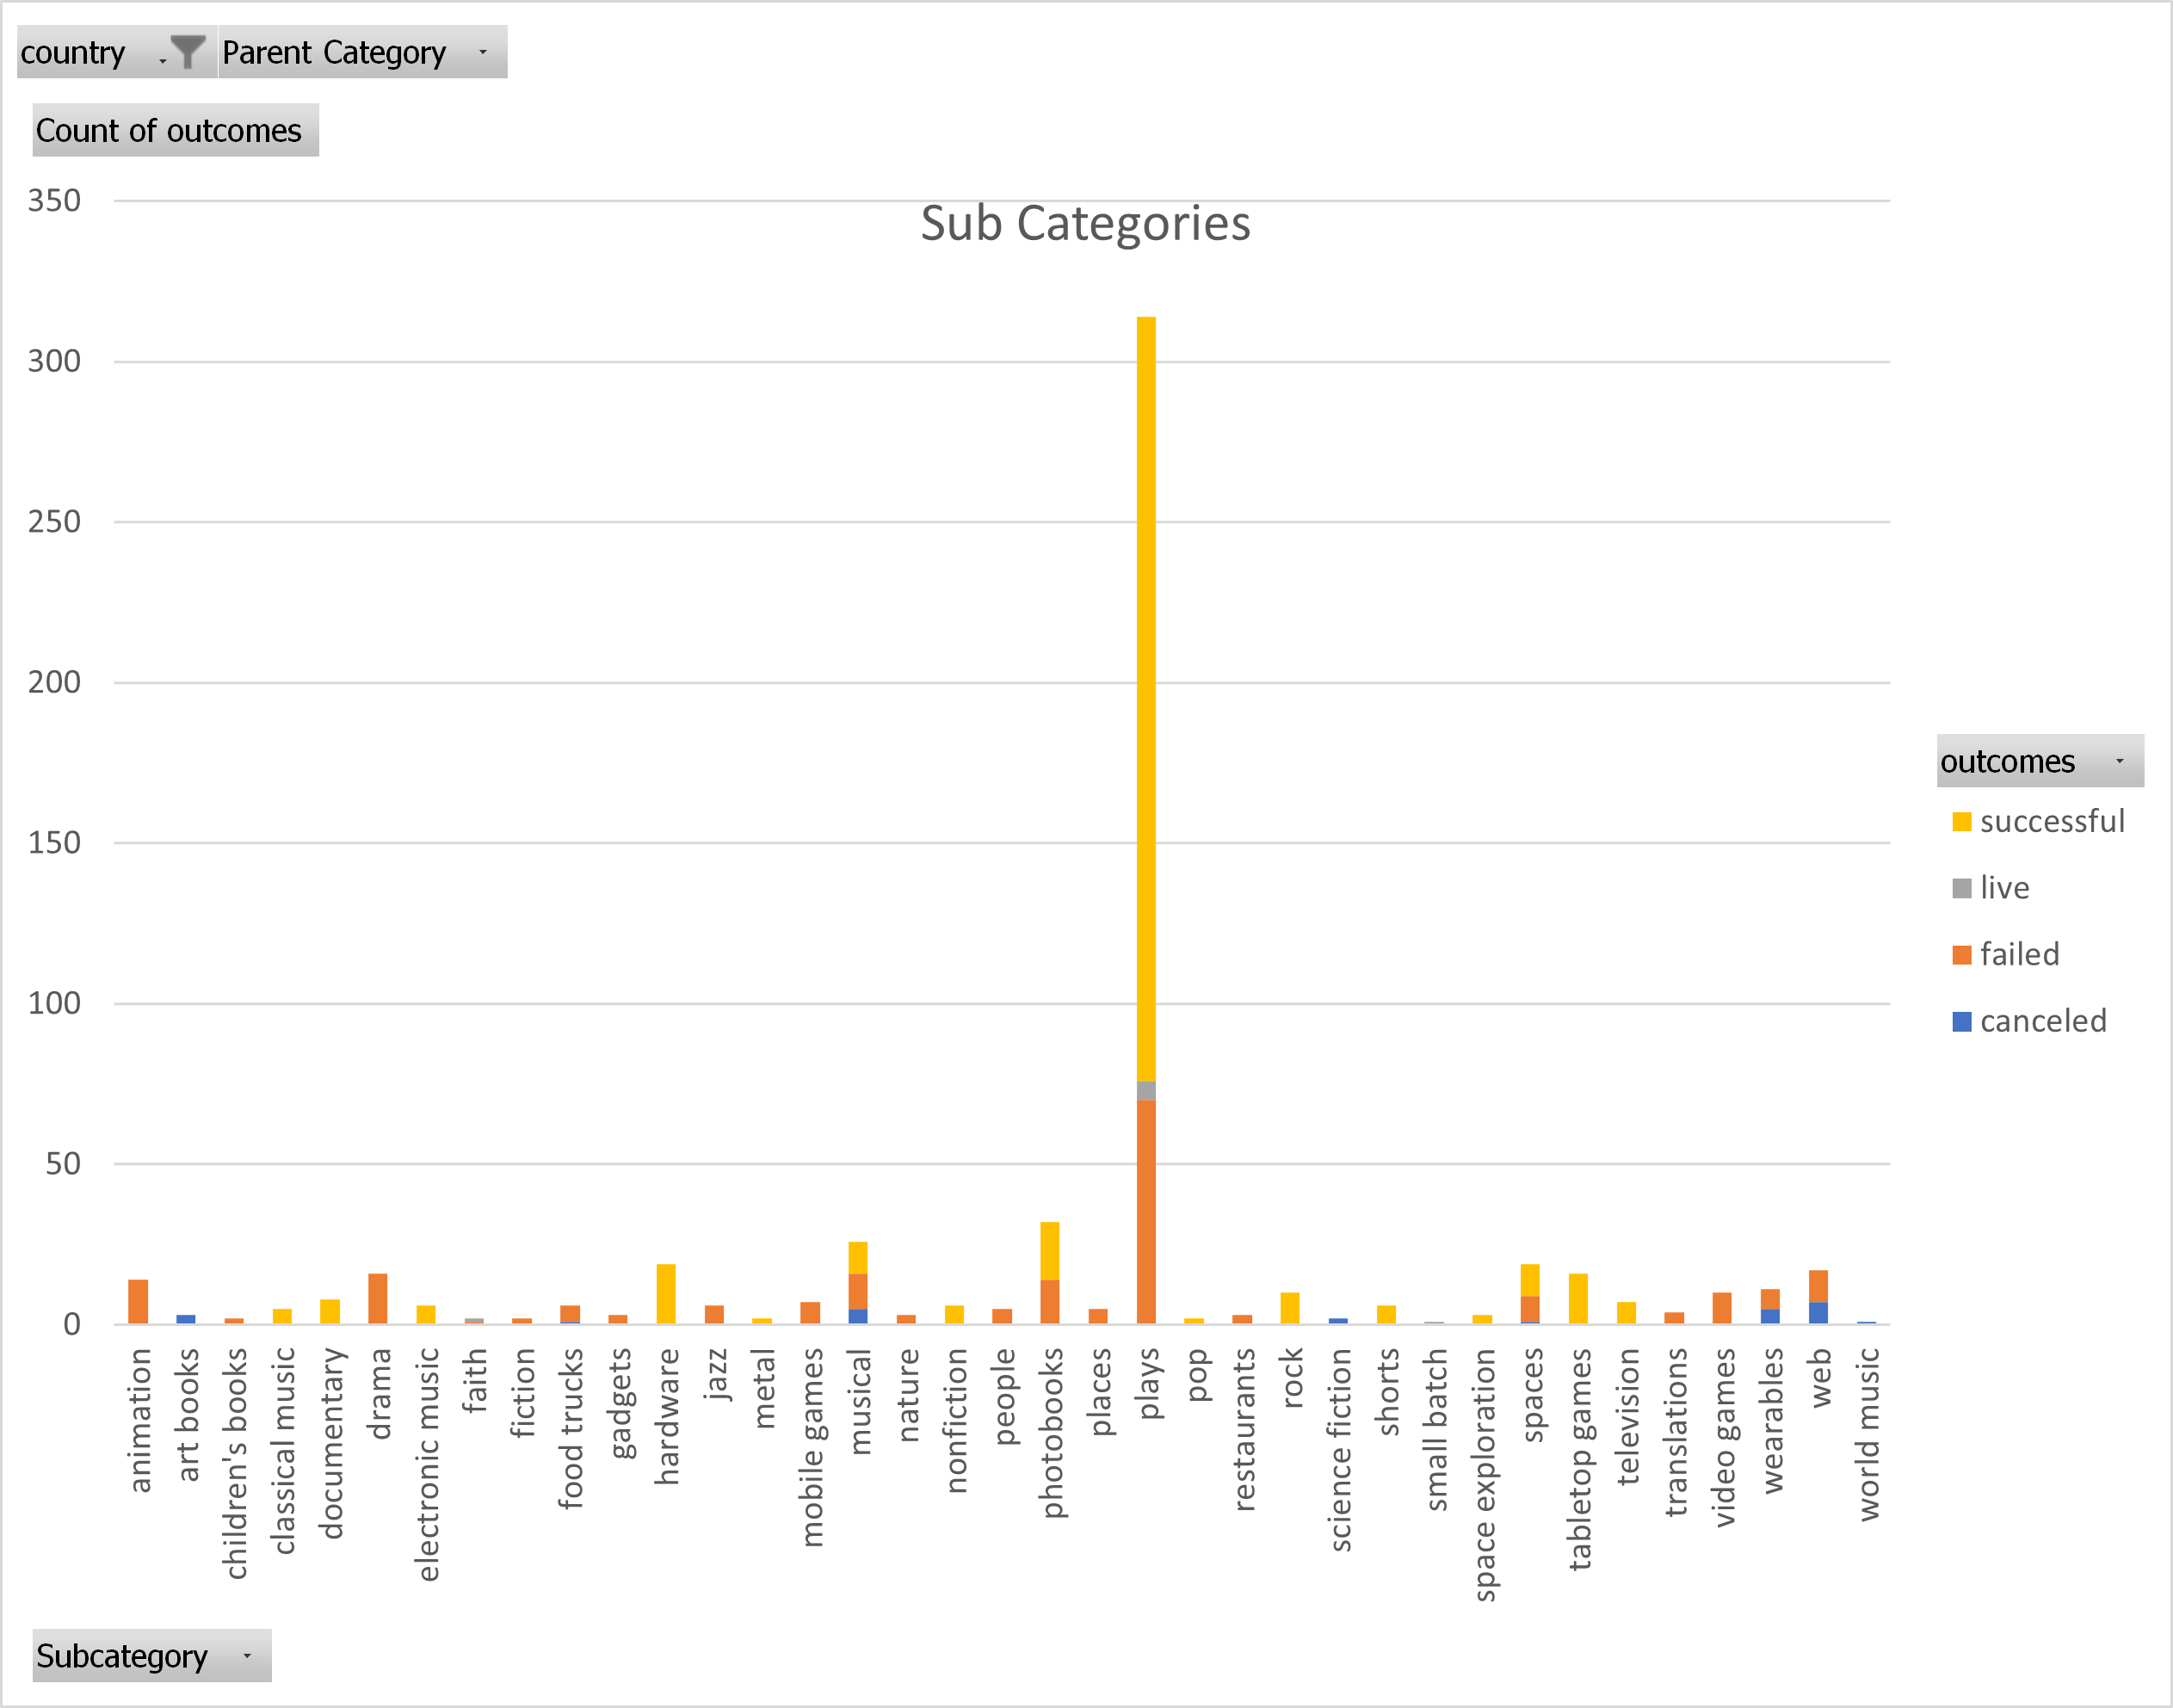 country Parent Category
Count of outcomes
Sub Categories
350
300
250
200
150
100
50
0
outcomes
successful
live
failed
canceled
animation
art books
children's books
classical music
documentary
drama
electronic music
faith
fiction
food trucks
gadgets
hardware
jazz
metal
mobile games
musical
nature
nonfiction
people
photobooks
places
plays
pop
restaurants
rock
science fiction
shorts
small batch
space exploration
spaces
tabletop games
television
translations
video games
wearables
web
world music
Subcategory